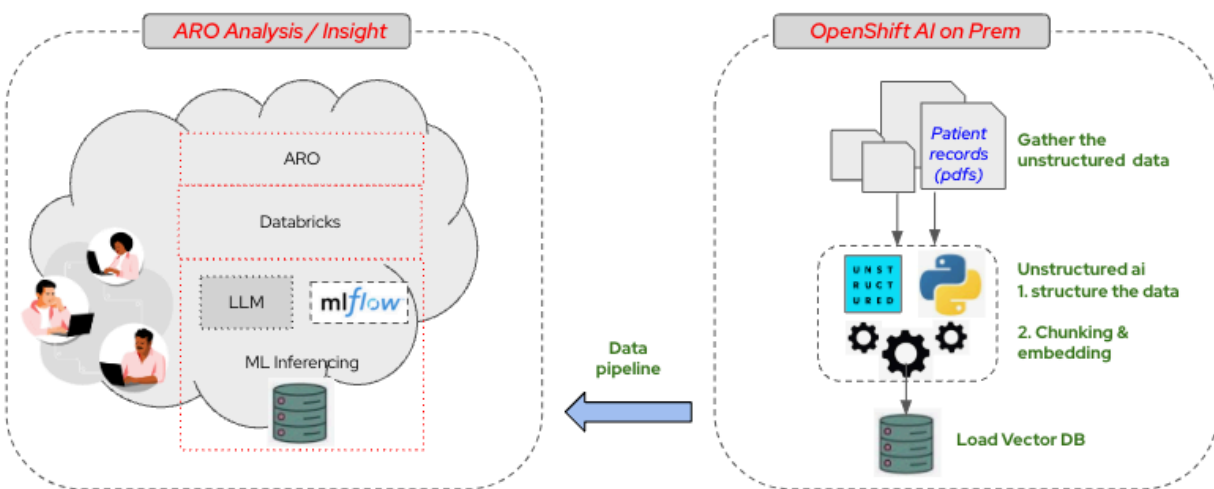 ARO Analysis / Insight
ARO
Databricks
LLM
mlflow
ML Inferencing
Data
pipeline
OpenShift AI on Prem
Patient
records
(pdfs)
Gather the
unstructured data
UNST
RUCT
URED
Unstructured ai
1. structure the data
2. Chunking &
embedding
Load Vector DB